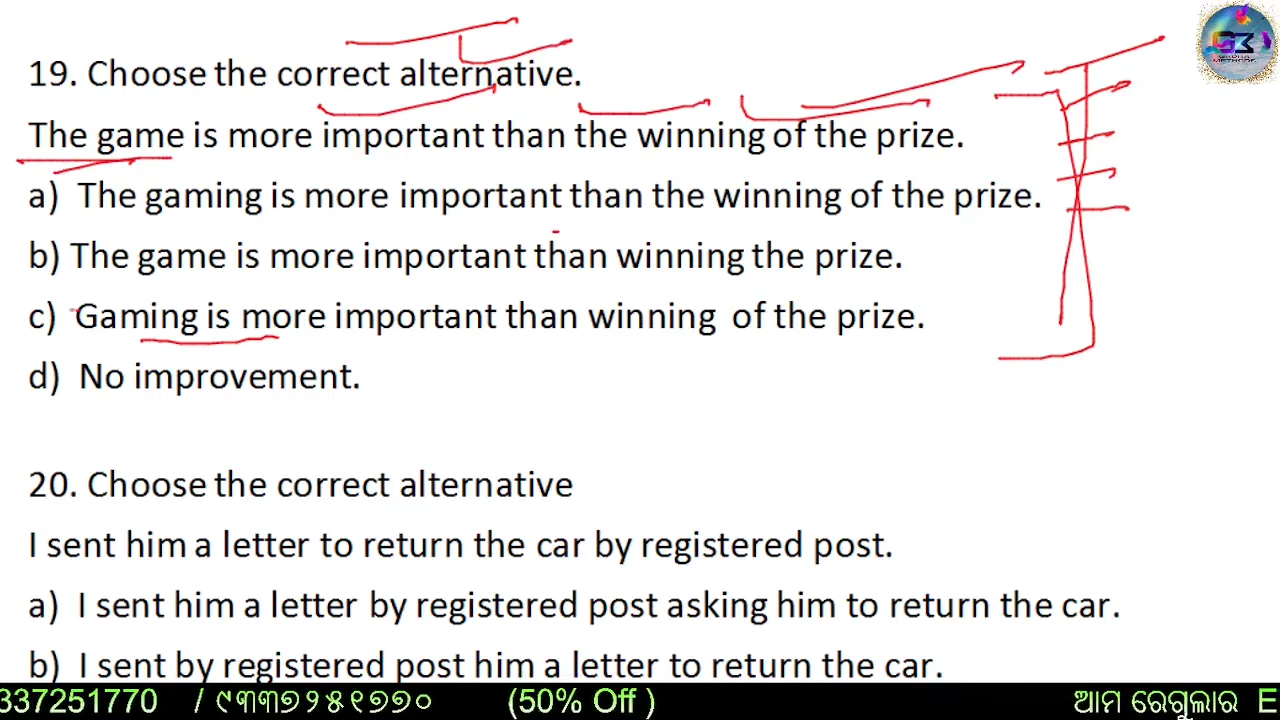 19. Choose the correct alternative.
The game is more important than the winning of the prize.
a) The gaming is more important than the winning of the prize.
b) The game is more important than winning the prize.
c) Gaming is more important than winning of the prize.
d) No improvement.
20. Choose the correct alternative
I sent him a letter to return the car by registered post.
a) I sent him a letter by registered post asking him to return the car.
b) I sent by registered post him a letter to return the car.
337251770 / ୯୩୩୭୨୫୧୭୭୦ (50% Off ) ଆମ ରେଗୁଲାର E